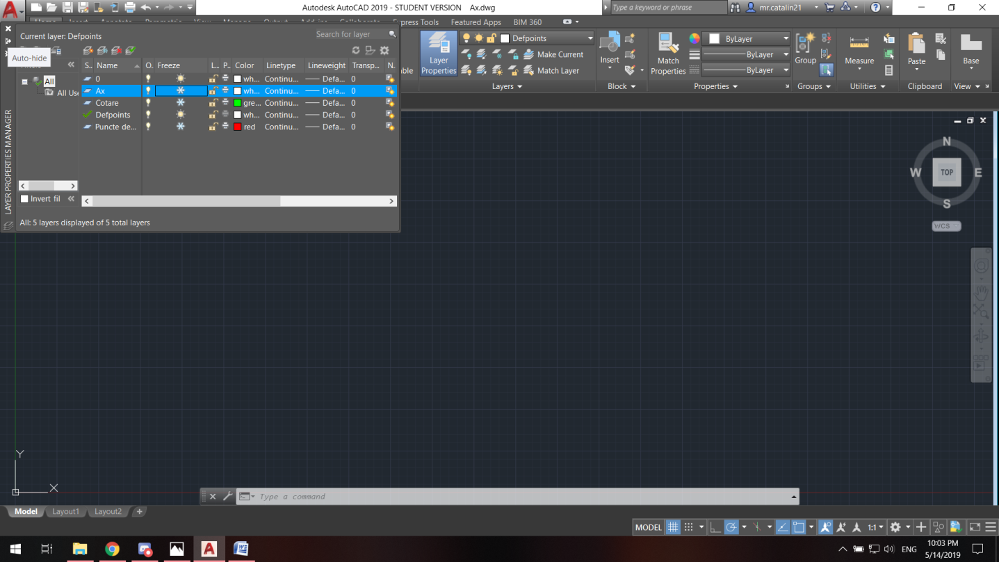 Autodesk AutoCAD 2019 - STUDENT VERSION Ax.dwg
Type a keyword or phrase
mr.catalin21
Express Tools Featured Apps BIM 360
Current layer: Defpoints
Search for layer
Auto-hide
S.. Name O. Freeze L... P.. Color Linetype Lineweight Transp... N.
All
All Use
0 wh... Continu... Defa... 0
Ax wh... Continu... Defa... 0
Cotare gre... Continu... Defa... 0
Defpoints wh... Continu... Defa... 0
Puncte de... red Continu... Defa... 0
Invert fil
All: 5 layers displayed of 5 total layers
LAYER PROPERTIES MANAGER
Layer
Properties
Defpoints
Make Current
Match Layer
Layers
Insert
Block
Match
Properties
ByLayer
ByLayer
ByLayer
Properties
Group
Groups
Measure
Utilities
Paste
Clipboard
Base
View
N
W TOP E
S
WCS
Y
X
Type a command
Model Layout1 Layout2 +
MODEL 1:1
ENG
10:03 PM
5/14/2019